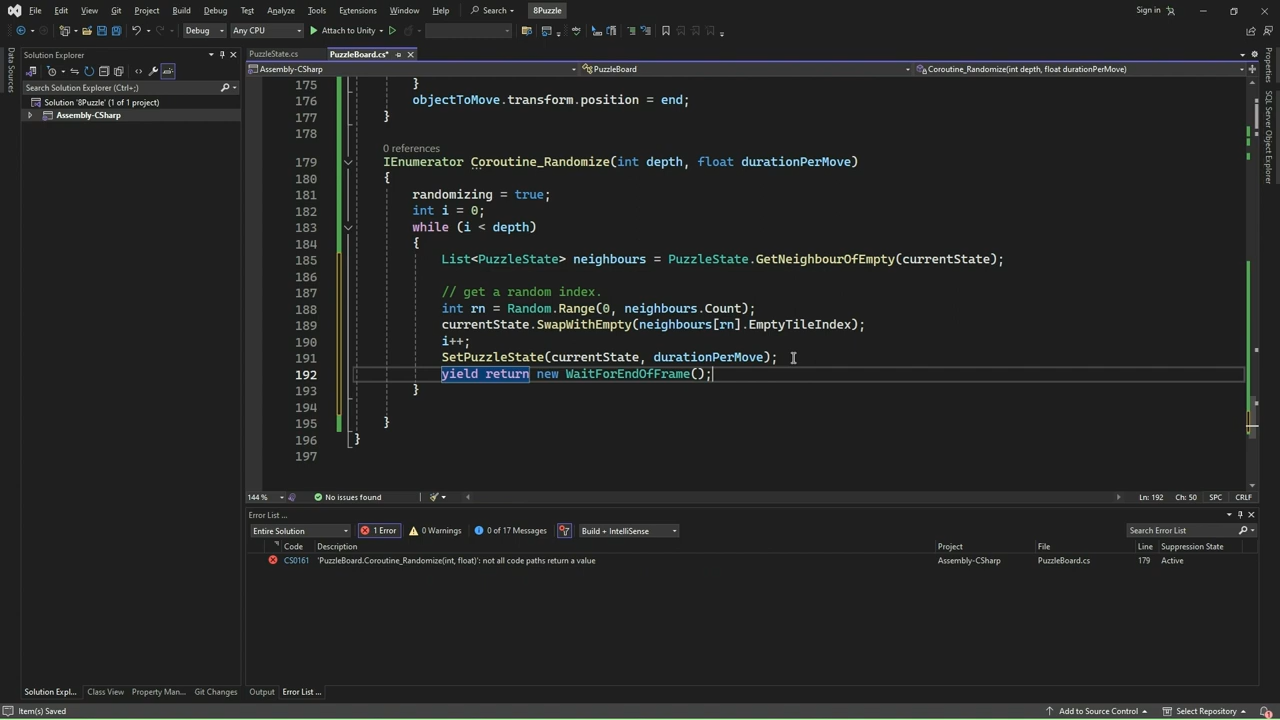 File Edit View Git Project Build Debug Test Analyze Tools Extensions Window Help Search 8Puzzle Sign in
Debug Any CPU Attach to Unity
Solution Explorer
Search Solution Explorer (Ctrl+;)
Solution '8Puzzle' (1 of 1 project)
Assembly-CSharp
Data Sources
PuzzleState.cs PuzzleBoard.cs*
Assembly-CSharp PuzzleBoard Coroutine_Randomize(int depth, float durationPerMove)
175 }
176 objectToMove.transform.position = end;
177 }
178
0 references
179 IEnumerator Coroutine_Randomize(int depth, float durationPerMove)
180 {
181 randomizing = true;
182 int i = 0;
183 while (i < depth)
184 {
185 List<PuzzleState> neighbours = PuzzleState.GetNeighbourOfEmpty(currentState);
186
187 // get a random index.
188 int rn = Random.Range(0, neighbours.Count);
189 currentState.SwapWithEmpty(neighbours[rn].EmptyTileIndex);
190 i++;
191 SetPuzzleState(currentState, durationPerMove);
192 yield return new WaitForEndOfFrame();
193 }
194
195 }
196 }
197
144 % No issues found Ln: 192 Ch: 50 SPC CRLF
Solution Explorer
SQL Server Object Explorer
Error List ...
Entire Solution 1 Error 0 Warnings 0 of 17 Messages Build + IntelliSense Search Error List
Code Description Project File Line Suppression State
CS0161 'PuzzleBoard.Coroutine_Randomize(int, float)': not all code paths return a value Assembly-CSharp PuzzleBoard.cs 179 Active
Solution Expl... Class View Property Man... Git Changes Output Error List ...
Item(s) Saved Add to Source Control Select Repository